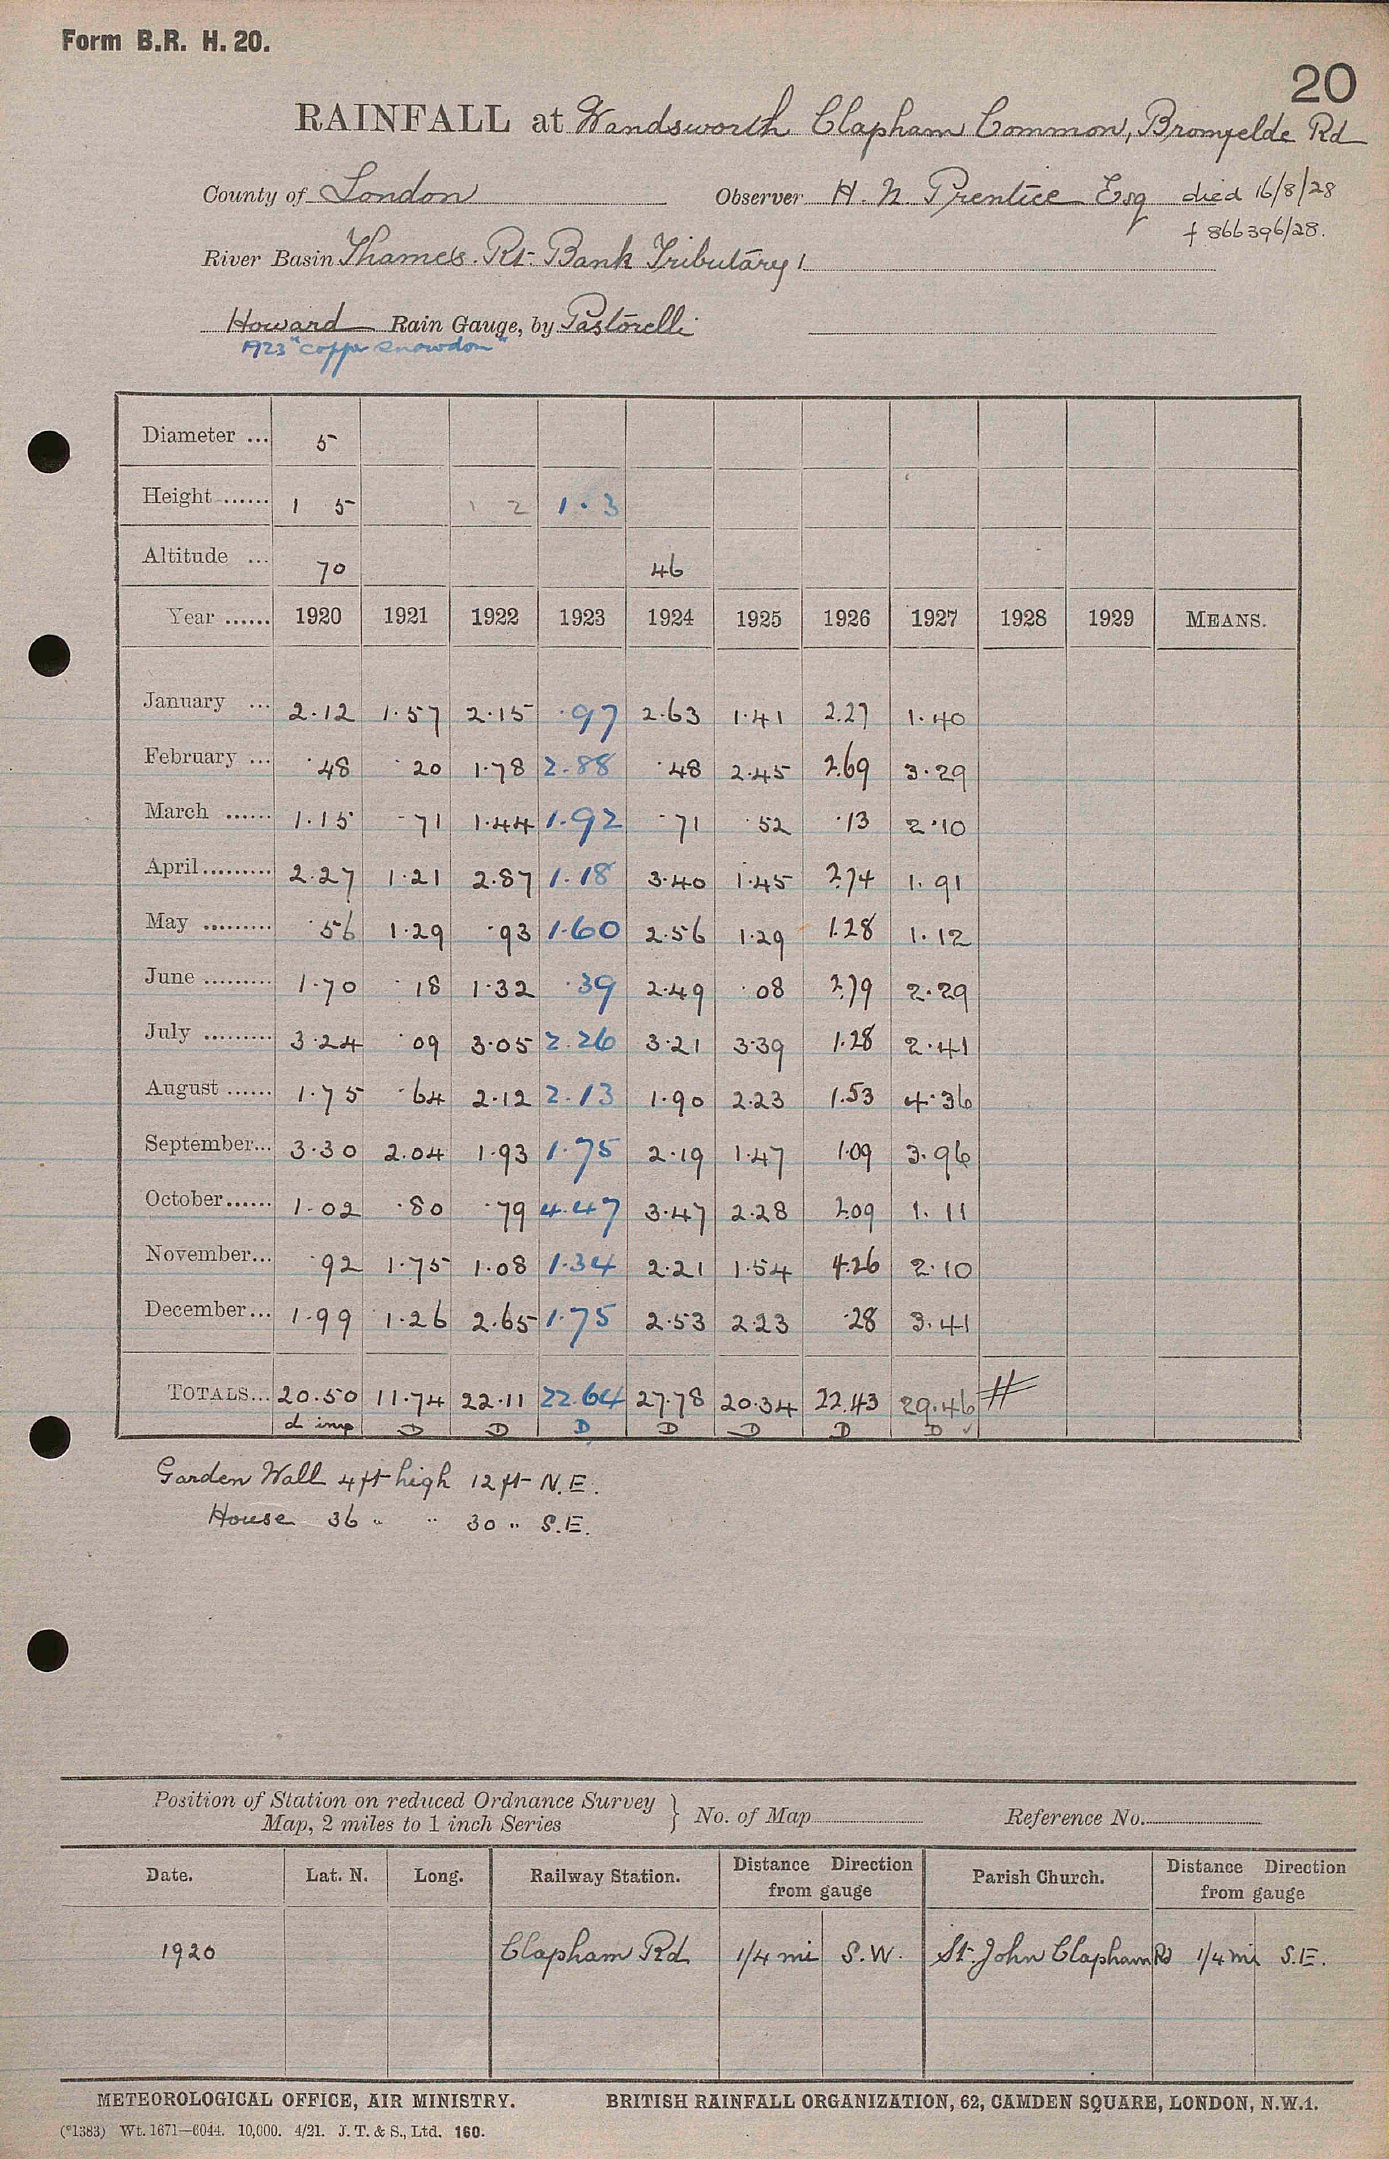 Form B.R. H. 20.
20
RAINFALL at Wandsworth Clapham Common, Bromfelde Rd
County of London Observer H. N. Prentice Esq died 16/8/28
† 866396/28.
River Basin Thames. Rt. Bank Tributary 1
Howard Rain Gauge, by Pastorelli
1923 "Copper Snowdon"
Diameter ... 5
Height ...... 1 5 1 2 1.3
Altitude ... 70 46
Year ...... 1920 1921 1922 1923 1924 1925 1926 1927 1928 1929 MEANS.
January ... 2.12 1.57 2.15 .97 2.63 1.41 2.27 1.40
February ... .48 .20 1.78 2.88 .48 2.45 2.69 3.29
March ...... 1.15 .71 1.44 1.92 .71 .52 .13 2.10
April ......... 2.27 1.21 2.87 1.18 3.40 1.45 2.74 1.91
May ......... .56 1.29 .93 1.60 2.56 1.29 1.28 1.12
June ......... 1.70 .18 1.32 .39 2.49 .08 2.79 2.29
July ......... 3.24 .09 3.05 2.26 3.21 3.39 1.28 2.41
August ...... 1.75 .64 2.12 2.13 1.90 2.23 1.53 4.36
September... 3.30 2.04 1.93 1.75 2.19 1.47 1.09 3.96
October...... 1.02 .80 .79 4.47 3.47 2.28 2.09 1.11
November... .92 1.75 1.08 1.34 2.21 1.54 4.26 2.10
December... 1.99 1.26 2.65 1.75 2.53 2.23 .28 3.41
TOTALS... 20.50 11.74 22.11 22.64 27.78 20.34 22.43 29.46 #
d imp D D D D D D D ✓
Garden Wall 4 ft high 12 ft N.E.
House 36 " " 30 " S.E.
Position of Station on reduced Ordnance Survey
Map, 2 miles to 1 inch Series } No. of Map Reference No.
Date. Lat. N. Long. Railway Station. Distance Direction from gauge Parish Church. Distance Direction from gauge
1920 Clapham Rd 1/4 mi S.W. St. John Clapham Rd 1/4 mi S.E.
METEOROLOGICAL OFFICE, AIR MINISTRY. BRITISH RAINFALL ORGANIZATION, 62, CAMDEN SQUARE, LONDON, N.W.1.
(*1383) Wt. 1671—6044. 10,000. 4/21. J. T. & S., Ltd. 160.